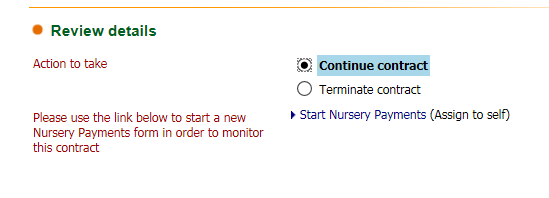 Review details
Action to take
Continue contract
Terminate contract
Please use the link below to start a new
Nursery Payments form in order to monitor
this contract
Start Nursery Payments (Assign to self)